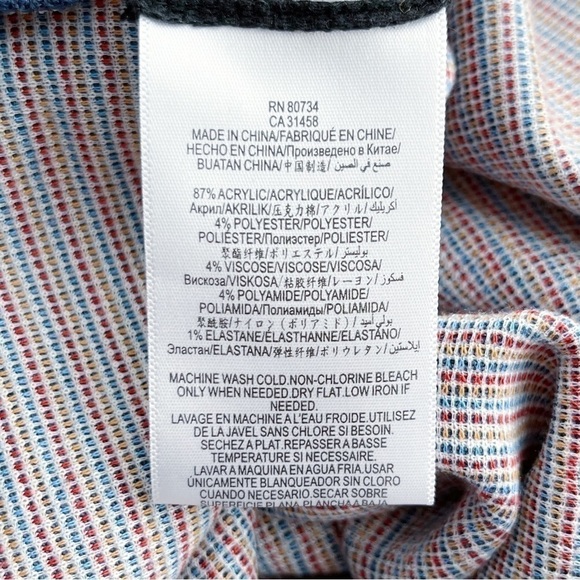 RN 80734
CA 31458
MADE IN CHINA/FABRIQUÉ EN CHINE/
HECHO EN CHINA/Произведено в Китае/
BUATAN CHINA/中国制造/ صنع في الصين/
87% ACRYLIC/ACRYLIQUE/ACRÍLICO/
Акрил/AKRILIK/压克力棉/アクリル/أكريليك
4% POLYESTER/POLYESTER/
POLIÉSTER/Полиэстер/POLIESTER/
聚酯纤维/ポリエステル/بوليستر
4% VISCOSE/VISCOSE/VISCOSA/
Вискоза/VISKOSA/粘胶纤维/レーヨン/فسكوز
4% POLYAMIDE/POLYAMIDE/
POLIAMIDA/Полиамиды/POLIAMIDA/
聚酰胺/ナイロン(ポリアミド)/بولي أميد
1% ELASTANE/ÉLASTHANNE/ELASTANO/
Эластан/ELASTANA/弹性纤维/ポリウレタン/إيلاستين
MACHINE WASH COLD.NON-CHLORINE BLEACH
ONLY WHEN NEEDED.DRY FLAT.LOW IRON IF
NEEDED.
LAVAGE EN MACHINE A L'EAU FROIDE.UTILISEZ
DE LA JAVEL SANS CHLORE SI BESOIN.
SECHEZ A PLAT.REPASSER A BASSE
TEMPERATURE SI NECESSAIRE.
LAVAR A MAQUINA EN AGUA FRIA.USAR
ÚNICAMENTE BLANQUEADOR SIN CLORO
CUANDO NECESARIO.SECAR SOBRE
SUPERFICIE PLANA.PLANCHA A BAJA